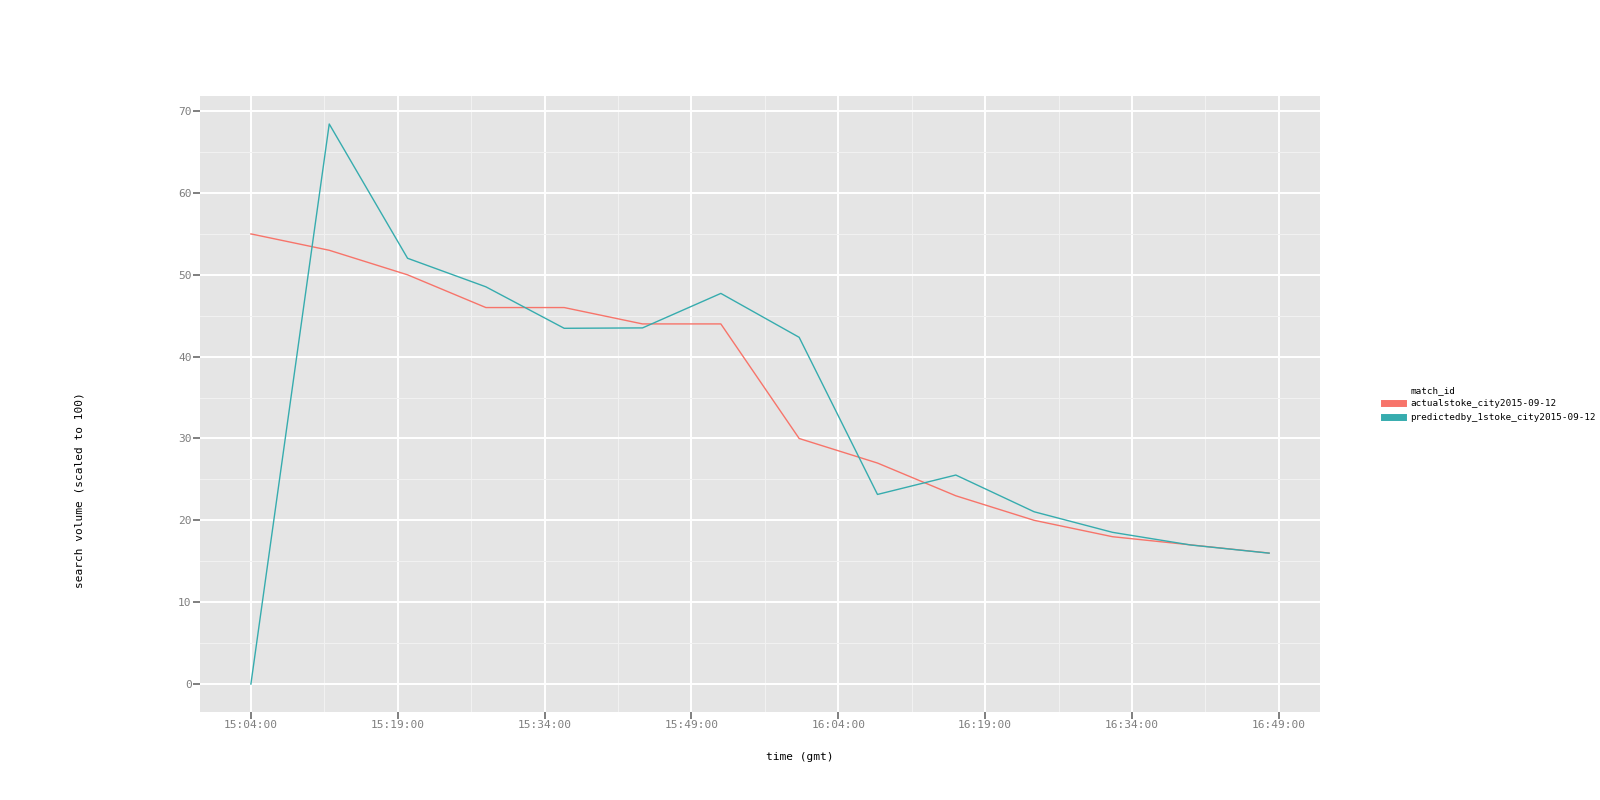 70
60
50
40
30
20
10
0
search volume (scaled to 100)
15:04:00 15:19:00 15:34:00 15:49:00 16:04:00 16:19:00 16:34:00 16:49:00
time (gmt)
match_id
actualstoke_city2015-09-12
predictedby_1stoke_city2015-09-12